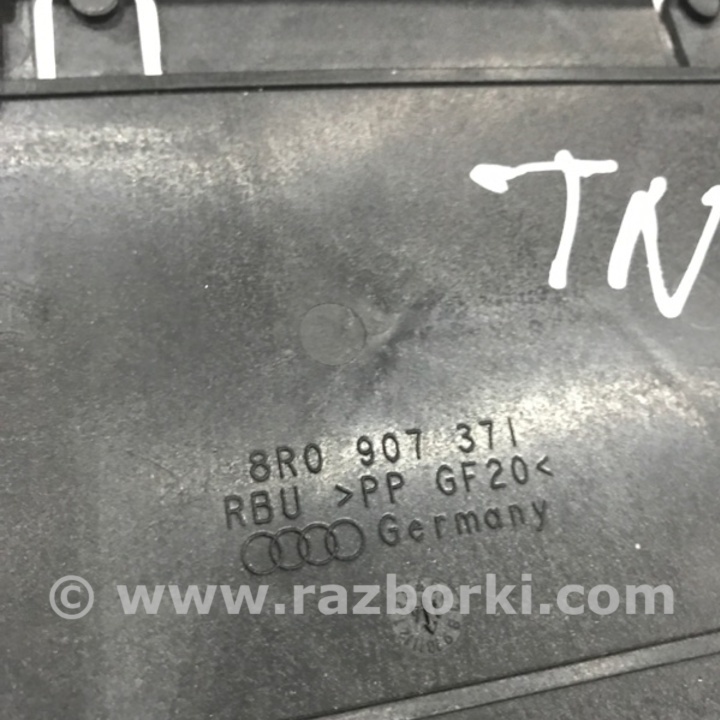 TN
8R0 907 371
RBU >PP GF20<
Germany
© www.razborki.com